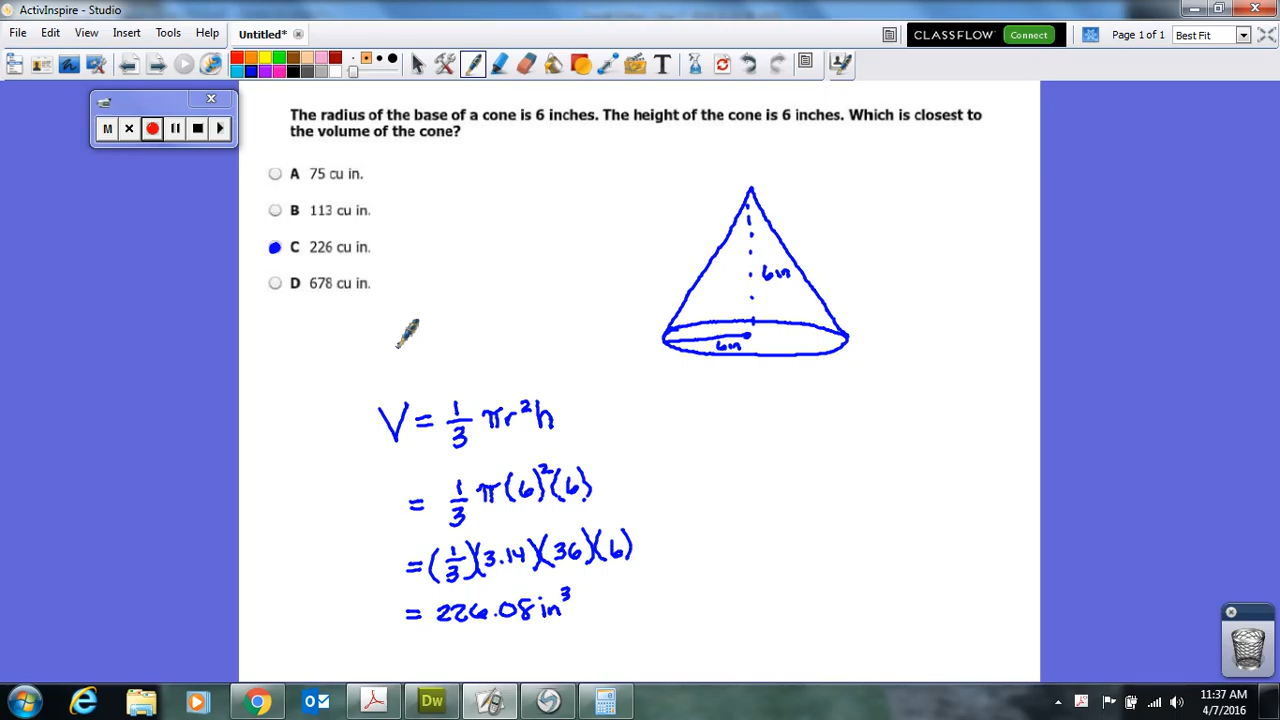 ActivInspire - Studio
File Edit View Insert Tools Help Untitled* CLASSFLOW Connect Page 1 of 1 Best Fit
M
The radius of the base of a cone is 6 inches. The height of the cone is 6 inches. Which is closest to
the volume of the cone?
A 75 cu in.
B 113 cu in.
C 226 cu in.
D 678 cu in.
6in
6in
V = 1/3 πr²h
= 1/3 π(6)²(6)
= (1/3)(3.14)(36)(6)
= 226.08 in³
Dw
11:37 AM
4/7/2016